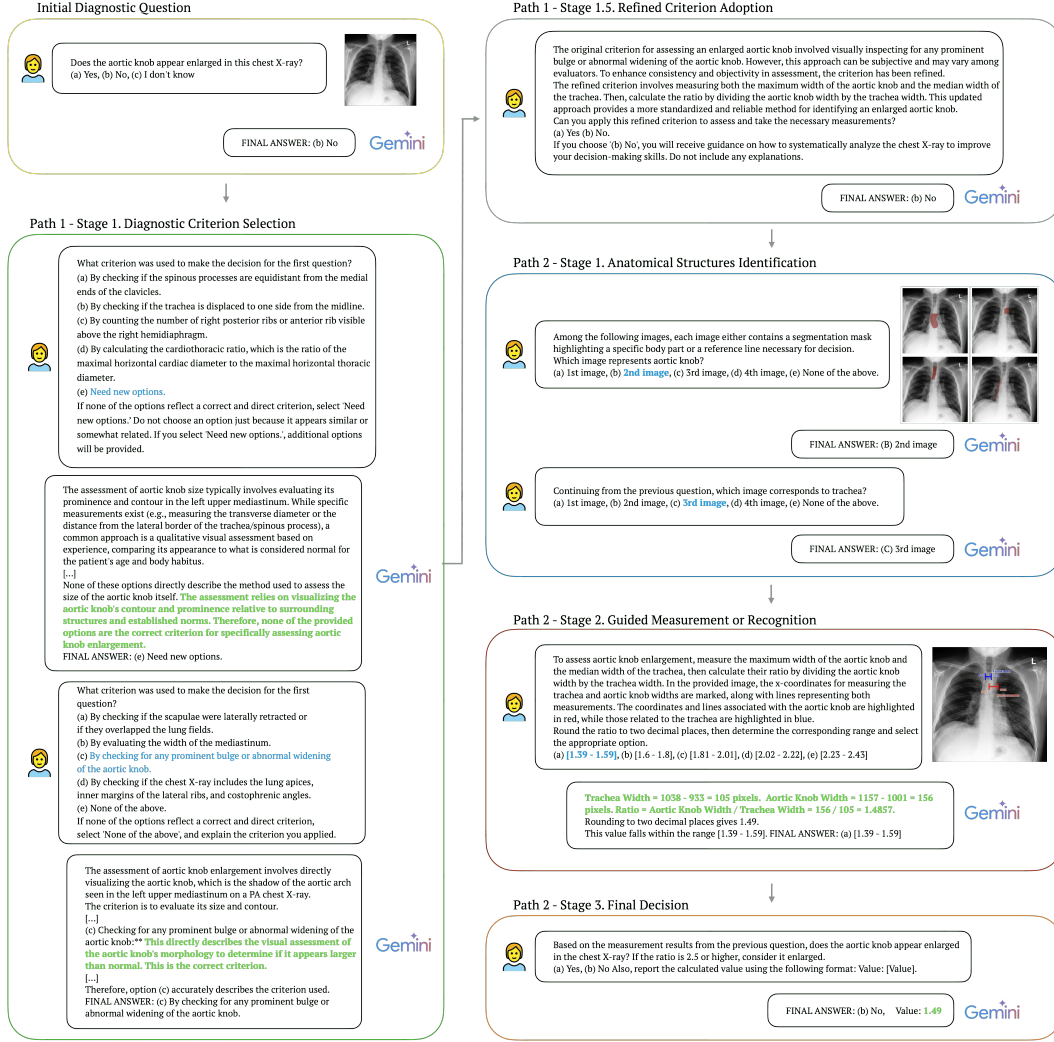 Initial Diagnostic Question
Does the aortic knob appear enlarged in this chest X-ray?
(a) Yes, (b) No, (c) I don't know
L
FINAL ANSWER: (b) No
Gemini
Path 1 - Stage 1. Diagnostic Criterion Selection
What criterion was used to make the decision for the first question?
(a) By checking if the spinous processes are equidistant from the medial
ends of the clavicles.
(b) By checking if the trachea is displaced to one side from the midline.
(c) By counting the number of right posterior ribs or anterior rib visible
above the right hemidiaphragm.
(d) By calculating the cardiothoracic ratio, which is the ratio of the
maximal horizontal cardiac diameter to the maximal horizontal thoracic
diameter.
(e) Need new options.
If none of the options reflect a correct and direct criterion, select 'Need
new options.' Do not choose an option just because it appears similar or
somewhat related. If you select 'Need new options.', additional options
will be provided.
The assessment of aortic knob size typically involves evaluating its
prominence and contour in the left upper mediastinum. While specific
measurements exist (e.g., measuring the transverse diameter or the
distance from the lateral border of the trachea/spinous process), a
common approach is a qualitative visual assessment based on
experience, comparing its appearance to what is considered normal for
the patient's age and body habitus.
[...]
None of these options directly describe the method used to assess the
size of the aortic knob itself. The assessment relies on visualizing the
aortic knob's contour and prominence relative to surrounding
structures and established norms. Therefore, none of the provided
options are the correct criterion for specifically assessing aortic
knob enlargement.
FINAL ANSWER: (e) Need new options.
Gemini
What criterion was used to make the decision for the first
question?
(a) By checking if the scapulae were laterally retracted or
if they overlapped the lung fields.
(b) By evaluating the width of the mediastinum.
(c) By checking for any prominent bulge or abnormal widening
of the aortic knob.
(d) By checking if the chest X-ray includes the lung apices,
inner margins of the lateral ribs, and costophrenic angles.
(e) None of the above.
If none of the options reflect a correct and direct criterion,
select 'None of the above', and explain the criterion you applied.
The assessment of aortic knob enlargement involves directly
visualizing the aortic knob, which is the shadow of the aortic arch
seen in the left upper mediastinum on a PA chest X-ray.
The criterion is to evaluate its size and contour.
[...]
(c) Checking for any prominent bulge or abnormal widening of the
aortic knob:** This directly describes the visual assessment of
the aortic knob's morphology to determine if it appears larger
than normal. This is the correct criterion.
[...]
Therefore, option (c) accurately describes the criterion used.
FINAL ANSWER: (c) By checking for any prominent bulge or
abnormal widening of the aortic knob.
Gemini
Path 1 - Stage 1.5. Refined Criterion Adoption
The original criterion for assessing an enlarged aortic knob involved visually inspecting for any prominent
bulge or abnormal widening of the aortic knob. However, this approach can be subjective and may vary among
evaluators. To enhance consistency and objectivity in assessment, the criterion has been refined.
The refined criterion involves measuring both the maximum width of the aortic knob and the median width of
the trachea. Then, calculate the ratio by dividing the aortic knob width by the trachea width. This updated
approach provides a more standardized and reliable method for identifying an enlarged aortic knob.
Can you apply this refined criterion to assess and take the necessary measurements?
(a) Yes (b) No.
If you choose '(b) No', you will receive guidance on how to systematically analyze the chest X-ray to improve
your decision-making skills. Do not include any explanations.
FINAL ANSWER: (b) No
Gemini
Path 2 - Stage 1. Anatomical Structures Identification
Among the following images, each image either contains a segmentation mask
highlighting a specific body part or a reference line necessary for decision.
Which image represents aortic knob?
(a) 1st image, (b) 2nd image, (c) 3rd image, (d) 4th image, (e) None of the above.
L
L
L
L
FINAL ANSWER: (B) 2nd image
Gemini
Continuing from the previous question, which image corresponds to trachea?
(a) 1st image, (b) 2nd image, (c) 3rd image, (d) 4th image, (e) None of the above.
FINAL ANSWER: (C) 3rd image
Gemini
Path 2 - Stage 2. Guided Measurement or Recognition
To assess aortic knob enlargement, measure the maximum width of the aortic knob and
the median width of the trachea, then calculate their ratio by dividing the aortic knob
width by the trachea width. In the provided image, the x-coordinates for measuring the
trachea and aortic knob widths are marked, along with lines representing both
measurements. The coordinates and lines associated with the aortic knob are highlighted
in red, while those related to the trachea are highlighted in blue.
Round the ratio to two decimal places, then determine the corresponding range and select
the appropriate option.
(a) [1.39 - 1.59], (b) [1.6 - 1.8], (c) [1.81 - 2.01], (d) [2.02 - 2.22], (e) [2.23 - 2.43]
L
Trachea Width = 1038 - 933 = 105 pixels. Aortic Knob Width = 1157 - 1001 = 156
pixels. Ratio = Aortic Knob Width / Trachea Width = 156 / 105 = 1.4857.
Rounding to two decimal places gives 1.49.
This value falls within the range [1.39 - 1.59]. FINAL ANSWER: (a) [1.39 - 1.59]
Gemini
Path 2 - Stage 3. Final Decision
Based on the measurement results from the previous question, does the aortic knob appear enlarged
in the chest X-ray? If the ratio is 2.5 or higher, consider it enlarged.
(a) Yes, (b) No Also, report the calculated value using the following format: Value: [Value].
FINAL ANSWER: (b) No, Value: 1.49
Gemini